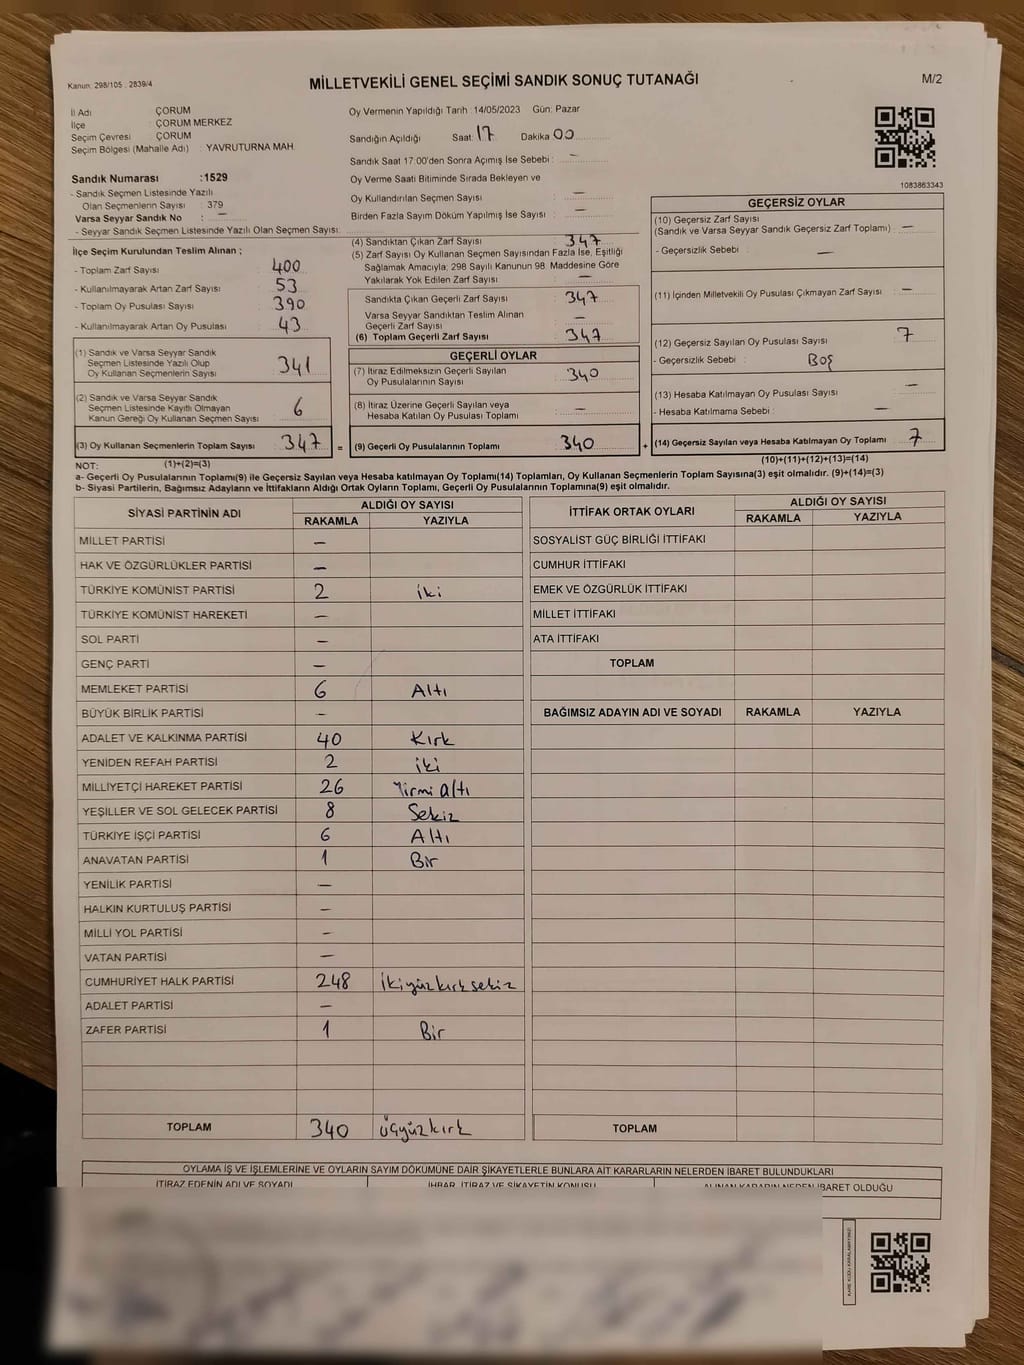 Kanun: 298/105 : 2839/4
MİLLETVEKİLİ GENEL SEÇİMİ SANDIK SONUÇ TUTANAĞI
M/2
İl Adı : ÇORUM
İlçe : ÇORUM MERKEZ
Seçim Çevresi : ÇORUM
Seçim Bölgesi (Mahalle Adı) : YAVRUTURNA MAH.
Oy Vermenin Yapıldığı Tarih :14/05/2023 Gün: Pazar
Sandığın Açıldığı Saat: 17 Dakika 00
Sandık Saat 17:00'den Sonra Açımış İse Sebebi : —
Sandık Numarası :1529
- Sandık Seçmen Listesinde Yazılı
Olan Seçmenlerin Sayısı : 379
Varsa Seyyar Sandık No : —
- Seyyar Sandık Seçmen Listesinde Yazılı Olan Seçmen Sayısı:
Oy Verme Saati Bitiminde Sırada Bekleyen ve
Oy Kullandırılan Seçmen Sayısı —
Birden Fazla Sayım Döküm Yapılmış İse Sayısı —
1083863343
İlçe Seçim Kurulundan Teslim Alınan ;
- Toplam Zarf Sayısı : 400
- Kullanılmayarak Artan Zarf Sayısı : 53
- Toplam Oy Pusulası Sayısı : 390
- Kullanılmayarak Artan Oy Pusulası : 43
(1) Sandık ve Varsa Seyyar Sandık
Seçmen Listesinde Yazılı Olup
Oy Kullanan Seçmenlerin Sayısı 341
(2) Sandık ve Varsa Seyyar Sandık
Seçmen Listesinde Kayıtlı Olmayan
Kanun Gereği Oy Kullanan Seçmen Sayısı 6
(3) Oy Kullanan Seçmenlerin Toplam Sayısı 347 =
(4) Sandıktan Çıkan Zarf Sayısı 347
(5) Zarf Sayısı Oy Kullanan Seçmen Sayısından Fazla İse, Eşitliği
Sağlamak Amacıyla; 298 Sayılı Kanunun 98. Maddesine Göre
Yakılarak Yok Edilen Zarf Sayısı —
Sandıkta Çıkan Geçerli Zarf Sayısı 347
Varsa Seyyar Sandıktan Teslim Alınan
Geçerli Zarf Sayısı —
(6) Toplam Geçerli Zarf Sayısı 347
GEÇERLİ OYLAR
(7) İtiraz Edilmeksizin Geçerli Sayılan
Oy Pusulalarının Sayısı 340
(8) İtiraz Üzerine Geçerli Sayılan veya
Hesaba Katılan Oy Pusulası Toplamı —
(9) Geçerli Oy Pusulalarının Toplamı 340 +
GEÇERSİZ OYLAR
(10) Geçersiz Zarf Sayısı
(Sandık ve Varsa Seyyar Sandık Geçersiz Zarf Toplamı) —
- Geçersizlik Sebebi : —
(11) İçinden Milletvekili Oy Pusulası Çıkmayan Zarf Sayısı —
(12) Geçersiz Sayılan Oy Pusulası Sayısı 7
- Geçersizlik Sebebi : Boş
(13) Hesaba Katılmayan Oy Pusulası Sayısı —
- Hesaba Katılmama Sebebi : —
(14) Geçersiz Sayılan veya Hesaba Katılmayan Oy Toplamı 7
NOT: (1)+(2)=(3)
(10)+(11)+(12)+(13)=(14)
a- Geçerli Oy Pusulalarının Toplamı(9) ile Geçersiz Sayılan veya Hesaba katılmayan Oy Toplamı(14) Toplamları, Oy Kullanan Seçmenlerin Toplam Sayısına(3) eşit olmalıdır. (9)+(14)=(3)
b- Siyasi Partilerin, Bağımsız Adayların ve İttifakların Aldığı Ortak Oyların Toplamı, Geçerli Oy Pusulalarının Toplamına(9) eşit olmalıdır.
SİYASİ PARTİNİN ADI
ALDIĞI OY SAYISI
RAKAMLA YAZIYLA
MİLLET PARTİSİ —
HAK VE ÖZGÜRLÜKLER PARTİSİ —
TÜRKİYE KOMÜNİST PARTİSİ 2 iki
TÜRKİYE KOMÜNİST HAREKETİ —
SOL PARTİ —
GENÇ PARTİ —
MEMLEKET PARTİSİ 6 Altı
BÜYÜK BİRLİK PARTİSİ —
ADALET VE KALKINMA PARTİSİ 40 Kırk
YENİDEN REFAH PARTİSİ 2 iki
MİLLİYETÇİ HAREKET PARTİSİ 26 Yirmi altı
YEŞİLLER VE SOL GELECEK PARTİSİ 8 Sekiz
TÜRKİYE İŞÇİ PARTİSİ 6 Altı
ANAVATAN PARTİSİ 1 Bir
YENİLİK PARTİSİ —
HALKIN KURTULUŞ PARTİSİ —
MİLLİ YOL PARTİSİ —
VATAN PARTİSİ —
CUMHURİYET HALK PARTİSİ 248 ikiyüzkırksekiz
ADALET PARTİSİ —
ZAFER PARTİSİ 1 Bir
TOPLAM 340 üçyüzkırk
İTTİFAK ORTAK OYLARI
ALDIĞI OY SAYISI
RAKAMLA YAZIYLA
SOSYALİST GÜÇ BİRLİĞİ İTTİFAKI
CUMHUR İTTİFAKI
EMEK VE ÖZGÜRLÜK İTTİFAKI
MİLLET İTTİFAKI
ATA İTTİFAKI
TOPLAM
BAĞIMSIZ ADAYIN ADI VE SOYADI RAKAMLA YAZIYLA
TOPLAM
OYLAMA İŞ VE İŞLEMLERİNE VE OYLARIN SAYIM DÖKÜMÜNE DAİR ŞİKAYETLERLE BUNLARA AİT KARARLARIN NELERDEN İBARET BULUNDUKLARI
İTİRAZ EDENİN ADI VE SOYADI İHBAR, İTİRAZ VE ŞİKAYETİN KONUSU ALINAN KARARIN NEDEN İBARET OLDUĞU